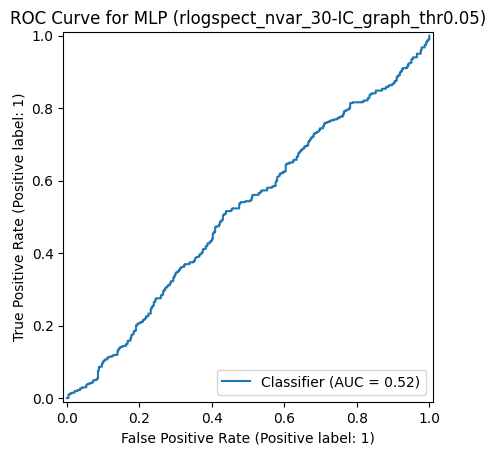 ROC Curve for MLP (rlogspect_nvar_30-IC_graph_thr0.05)
1.0
0.8
0.6
0.4
0.2
0.0
True Positive Rate (Positive label: 1)
Classifier (AUC = 0.52)
0.0 0.2 0.4 0.6 0.8 1.0
False Positive Rate (Positive label: 1)